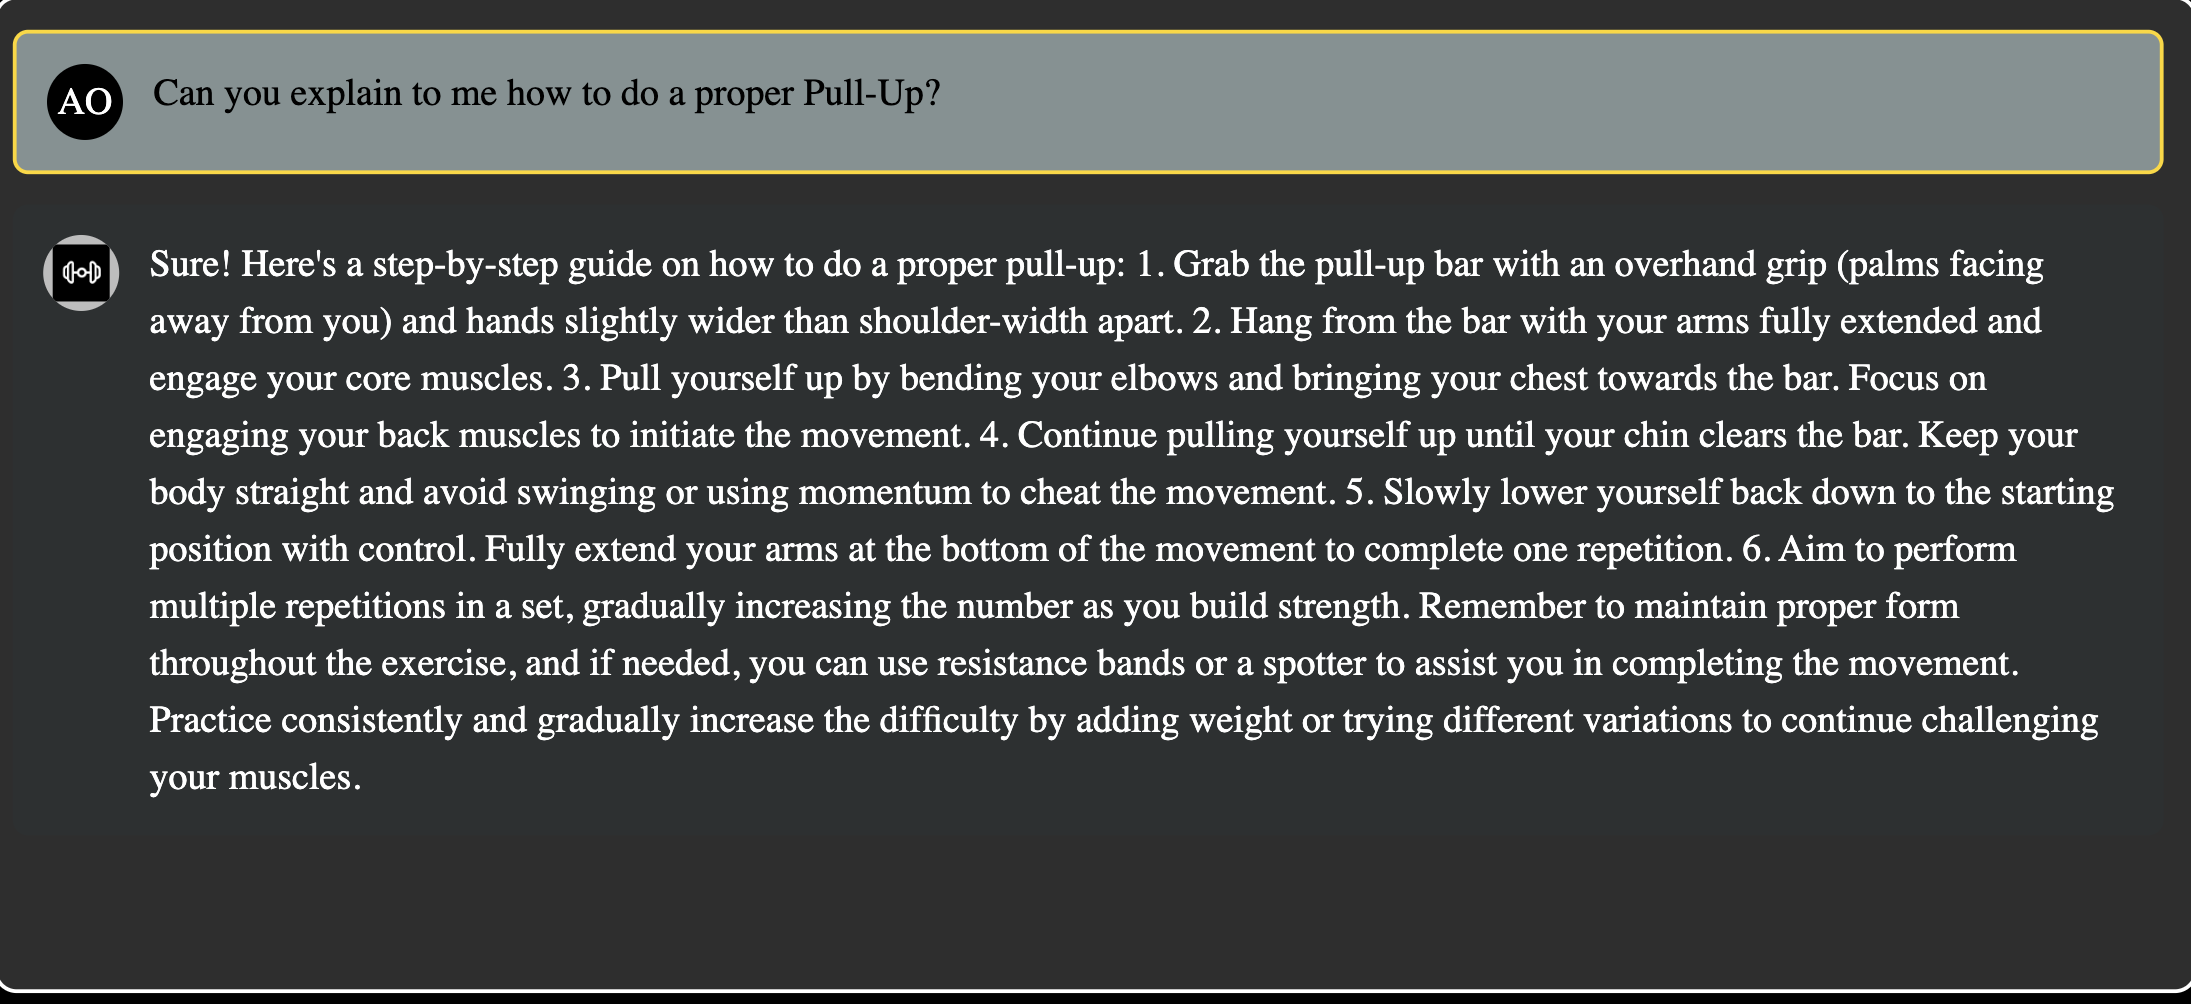 AO
Can you explain to me how to do a proper Pull-Up?
Sure! Here's a step-by-step guide on how to do a proper pull-up: 1. Grab the pull-up bar with an overhand grip (palms facing
away from you) and hands slightly wider than shoulder-width apart. 2. Hang from the bar with your arms fully extended and
engage your core muscles. 3. Pull yourself up by bending your elbows and bringing your chest towards the bar. Focus on
engaging your back muscles to initiate the movement. 4. Continue pulling yourself up until your chin clears the bar. Keep your
body straight and avoid swinging or using momentum to cheat the movement. 5. Slowly lower yourself back down to the starting
position with control. Fully extend your arms at the bottom of the movement to complete one repetition. 6. Aim to perform
multiple repetitions in a set, gradually increasing the number as you build strength. Remember to maintain proper form
throughout the exercise, and if needed, you can use resistance bands or a spotter to assist you in completing the movement.
Practice consistently and gradually increase the difficulty by adding weight or trying different variations to continue challenging
your muscles.